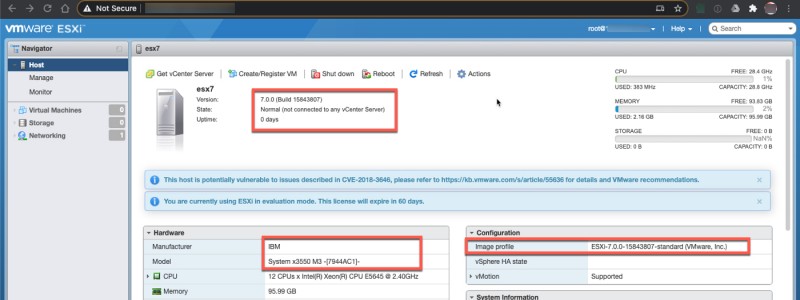 Not Secure
vmware ESXi
root@
Help
Search
Navigator
esx7
Host
Manage
Monitor
Virtual Machines 0
Storage 0
Networking 1
Get vCenter Server Create/Register VM Shut down Reboot Refresh Actions
esx7
Version: 7.0.0 (Build 15843807)
State: Normal (not connected to any vCenter Server)
Uptime: 0 days
CPU FREE: 28.4 GHz
1%
USED: 383 MHz CAPACITY: 28.8 GHz
MEMORY FREE: 93.83 GB
2%
USED: 2.16 GB CAPACITY: 95.99 GB
STORAGE FREE: 0 B
NaN%
USED: 0 B CAPACITY: 0 B
This host is potentially vulnerable to issues described in CVE-2018-3646, please refer to https://kb.vmware.com/s/article/55636 for details and VMware recommendations.
You are currently using ESXi in evaluation mode. This license will expire in 60 days.
Hardware
Manufacturer IBM
Model System x3550 M3 -[7944AC1]-
CPU 12 CPUs x Intel(R) Xeon(R) CPU E5645 @ 2.40GHz
Memory 95.99 GB
Configuration
Image profile ESXi-7.0.0-15843807-standard (VMware, Inc.)
vSphere HA state
vMotion Supported
System Information